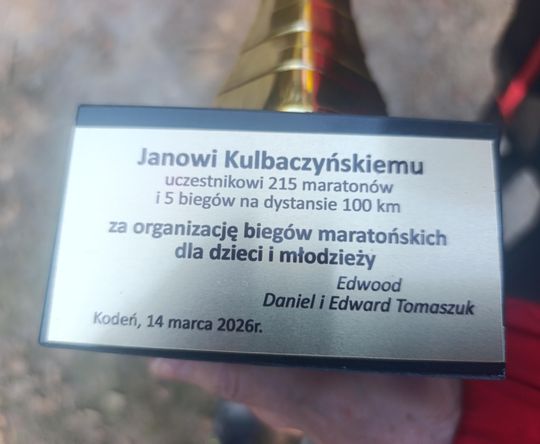 Janowi Kulbaczyńskiemu
uczestnikowi 215 maratonów
i 5 biegów na dystansie 100 km
za organizację biegów maratońskich
dla dzieci i młodzieży
Edwood
Daniel i Edward Tomaszuk
Kodeń, 14 marca 2026r.